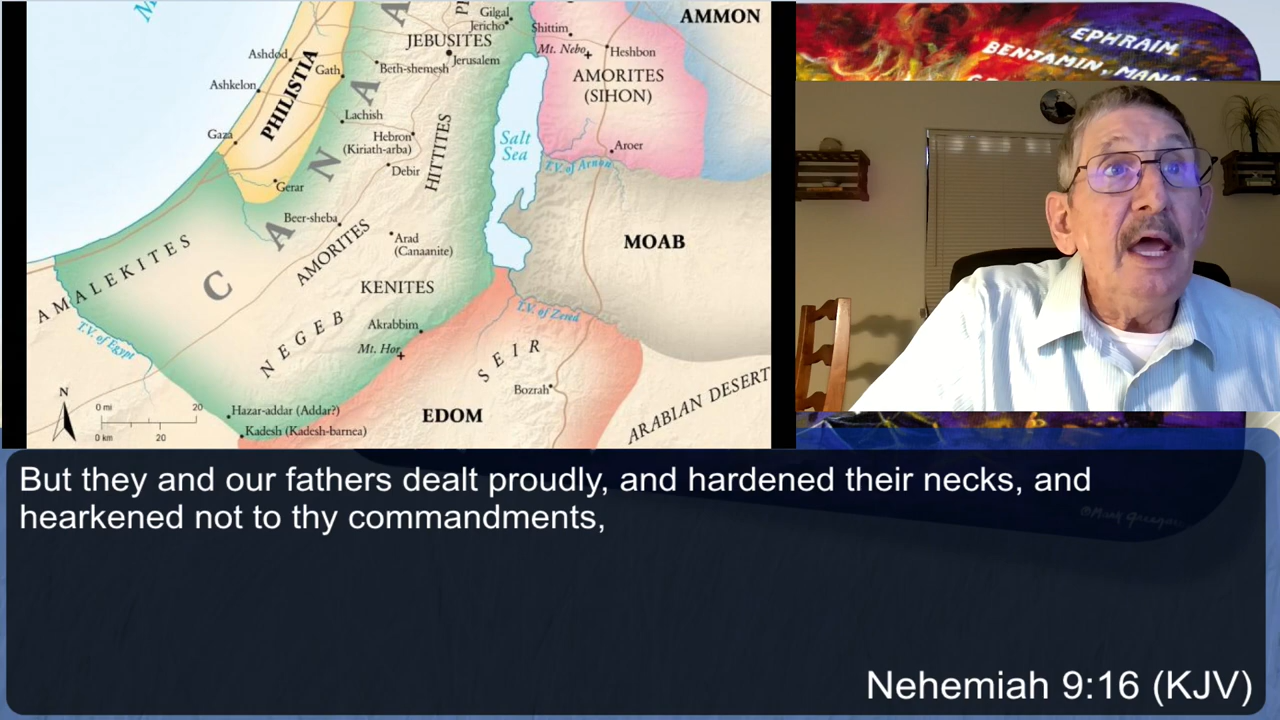 AMMON
Gilgal
Jericho
Shittim
JEBUSITES
Mt. Nebo
Heshbon
Ashdod
Jerusalem
Gath
Beth-shemesh
AMORITES
(SIHON)
Ashkelon
PHILISTIA
Lachish
Gaza
Hebron
(Kiriath-arba)
HITTITES
Salt
Sea
Aroer
T.V. of Arnon
Debir
Gerar
CANAA
Beer-sheba
AMORITES
Arad
(Canaanite)
MOAB
AMALEKITES
KENITES
T.V. of Egypt
NEGEB
Akrabbim
T.V. of Zered
Mt. Hor
SEIR
Bozrah
ARABIAN DESERT
N
0 mi 20
0 km 20
Hazar-addar (Addar?)
EDOM
Kadesh (Kadesh-barnea)
EPHRAIM
BENJAMIN, MANAS
But they and our fathers dealt proudly, and hardened their necks, and
hearkened not to thy commandments,
Nehemiah 9:16 (KJV)